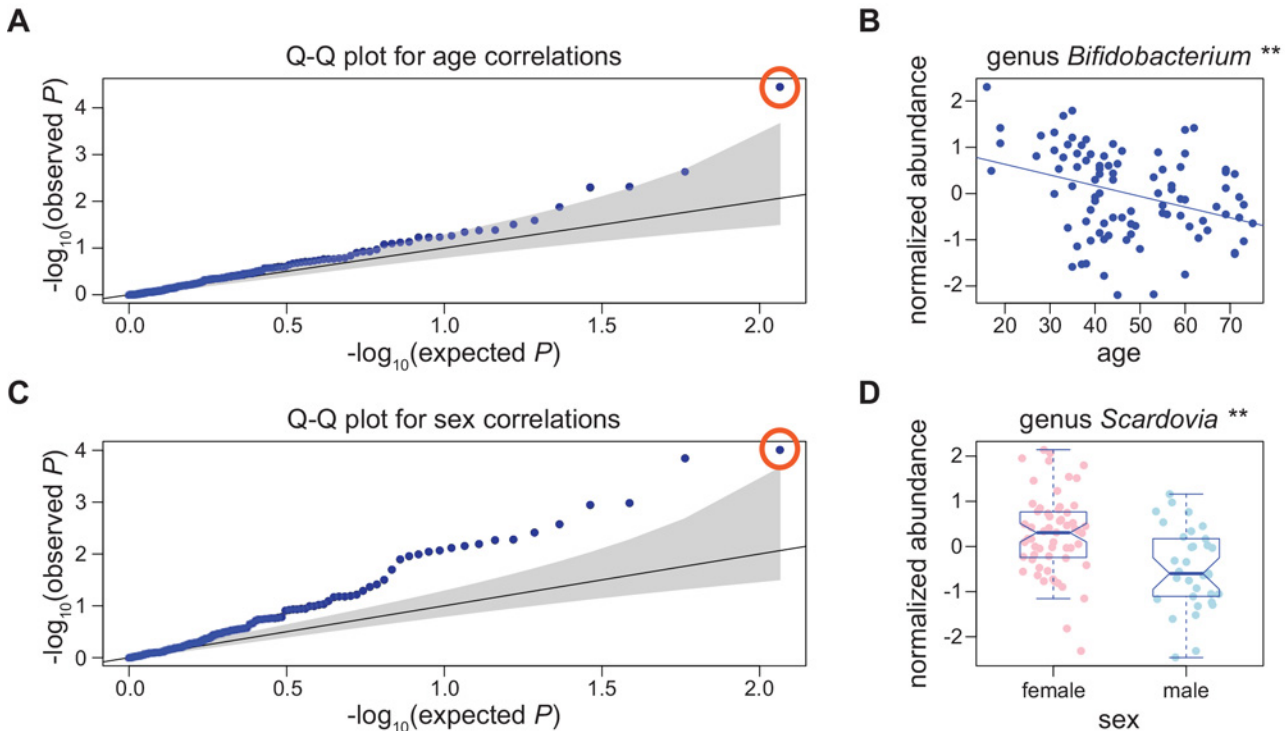 A
Q-Q plot for age correlations
-log10(observed P)
4
3
2
1
0
0.0 0.5 1.0 1.5 2.0
-log10(expected P)
B
genus Bifidobacterium **
normalized abundance
2
1
0
-1
-2
20 30 40 50 60 70
age
C
Q-Q plot for sex correlations
-log10(observed P)
4
3
2
1
0
0.0 0.5 1.0 1.5 2.0
-log10(expected P)
D
genus Scardovia **
normalized abundance
2
1
0
-1
-2
female male
sex